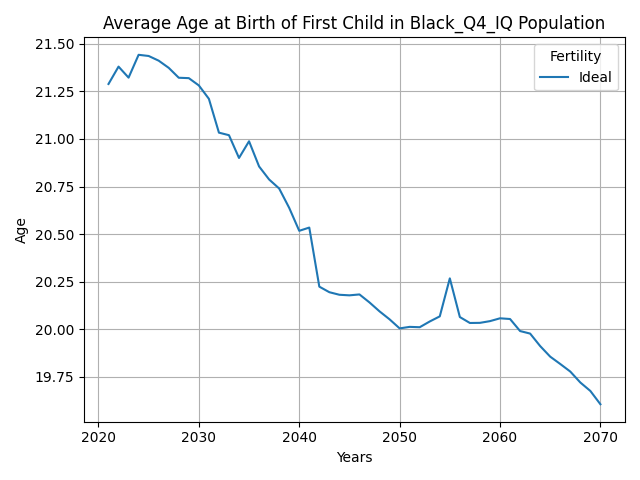 Average Age at Birth of First Child in Black_Q4_IQ Population
Fertility
Ideal
21.50
21.25
21.00
20.75
20.50
20.25
20.00
19.75
Age
2020 2030 2040 2050 2060 2070
Years